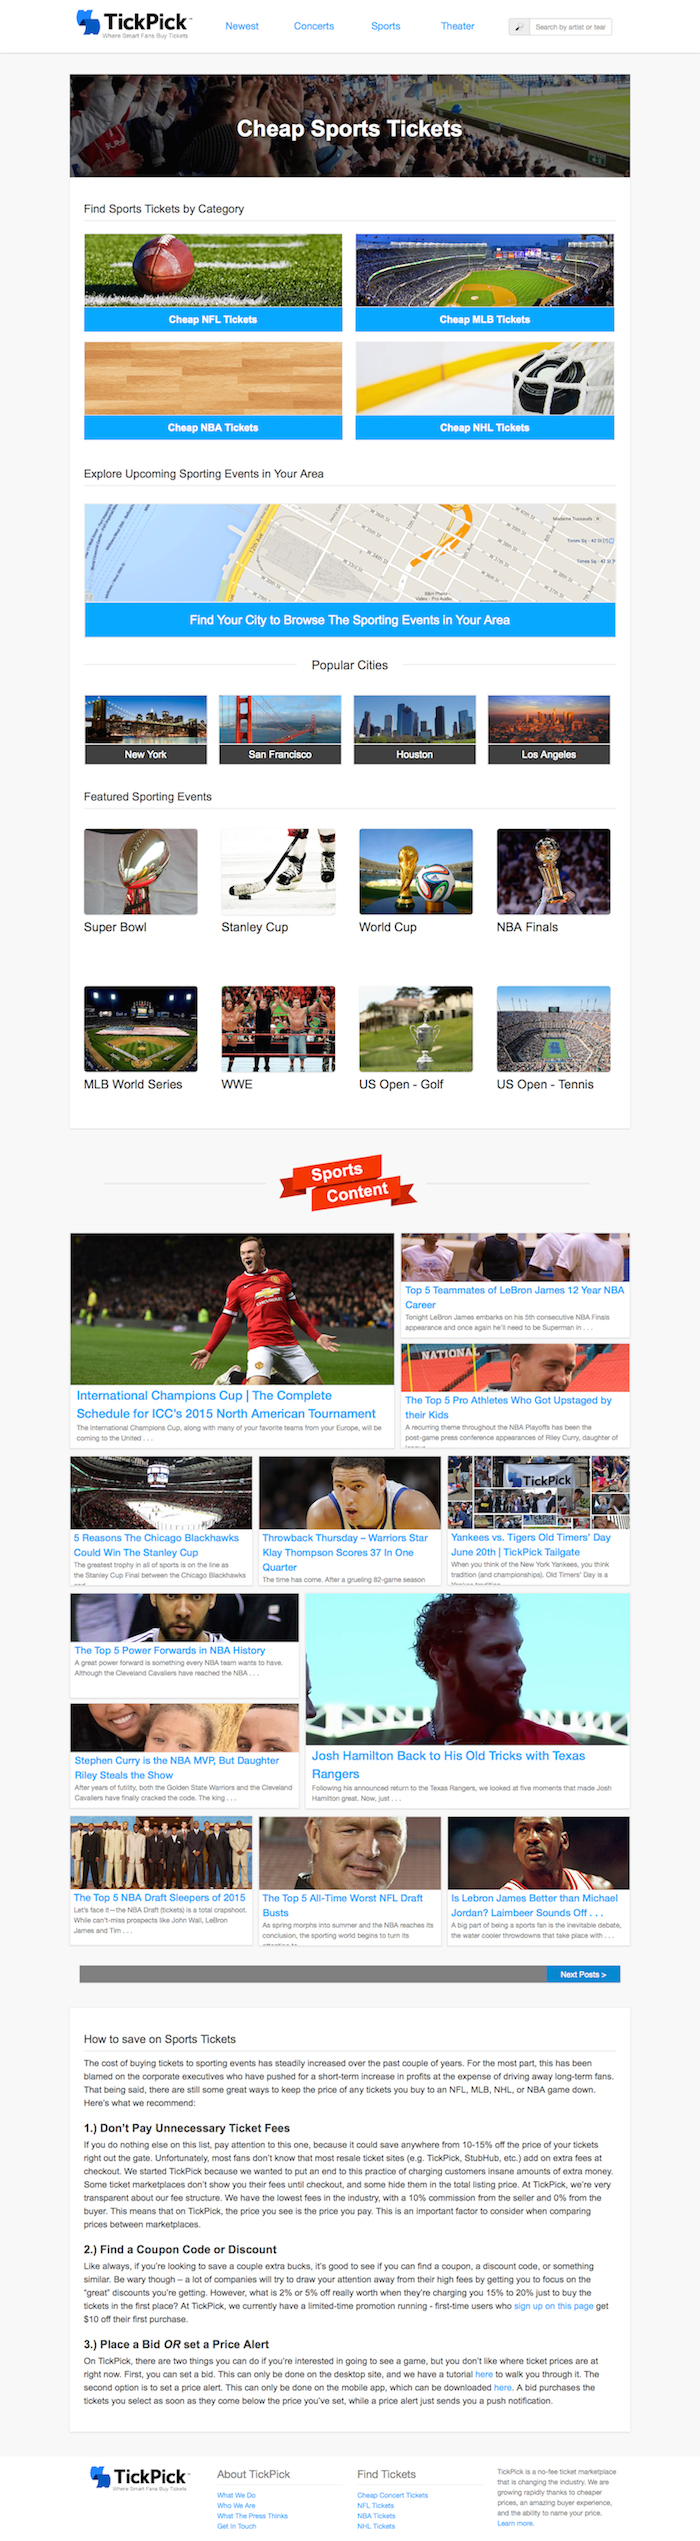 TickPick
Where Smart Fans Buy Tickets
Newest
Concerts
Sports
Theater
Search by artist or tear
Cheap Sports Tickets
Find Sports Tickets by Category
Cheap NFL Tickets
Cheap MLB Tickets
Cheap NBA Tickets
Cheap NHL Tickets
Explore Upcoming Sporting Events in Your Area
Find Your City to Browse The Sporting Events in Your Area
Popular Cities
New York
San Francisco
Houston
Los Angeles
Featured Sporting Events
Super Bowl
Stanley Cup
World Cup
NBA Finals
MLB World Series
WWE
US Open - Golf
US Open - Tennis
Sports
Content
International Champions Cup | The Complete
Schedule for ICC's 2015 North American Tournament
The International Champions Cup, along with many of your favorite teams from your Europe, will be
coming to the United . . .
Top 5 Teammates of LeBron James 12 Year NBA
Career
Tonight LeBron James embarks on his 5th consecutive NBA Finals
appearance and once again he'll need to be Superman in . . .
NATIONAL
The Top 5 Pro Athletes Who Got Upstaged by
their Kids
A recurring theme throughout the NBA Playoffs has been the
post-game press conference appearances of Riley Curry, daughter of
5 Reasons The Chicago Blackhawks
Could Win The Stanley Cup
The greatest trophy in all of sports is on the line as
the Stanley Cup Final between the Chicago Blackhawks
Throwback Thursday – Warriors Star
Klay Thompson Scores 37 In One
Quarter
The time has come. After a grueling 82-game season
TickPick
Yankees vs. Tigers Old Timers' Day
June 20th | TickPick Tailgate
When you think of the New York Yankees, you think
tradition (and championships). Old Timers' Day is a
The Top 5 Power Forwards in NBA History
A great power forward is something every NBA team wants to have.
Although the Cleveland Cavaliers have reached the NBA . . .
Stephen Curry is the NBA MVP, But Daughter
Riley Steals the Show
After years of futility, both the Golden State Warriors and the Cleveland
Cavaliers have finally cracked the code. The king . . .
Josh Hamilton Back to His Old Tricks with Texas
Rangers
Following his announced return to the Texas Rangers, we looked at five moments that made Josh
Hamilton great. Now, just . . .
The Top 5 NBA Draft Sleepers of 2015
Let's face it—the NBA Draft (tickets) is a total crapshoot.
While can't-miss prospects like John Wall, LeBron
James and Tim . . .
The Top 5 All-Time Worst NFL Draft
Busts
As spring morphs into summer and the NBA reaches its
conclusion, the sporting world begins to turn its
Is Lebron James Better than Michael
Jordan? Laimbeer Sounds Off . . .
A big part of being a sports fan is the inevitable debate,
the water cooler throwdowns that take place with . . .
Next Posts >
How to save on Sports Tickets
The cost of buying tickets to sporting events has steadily increased over the past couple of years. For the most part, this has been
blamed on the corporate executives who have pushed for a short-term increase in profits at the expense of driving away long-term fans.
That being said, there are still some great ways to keep the price of any tickets you buy to an NFL, MLB, NHL, or NBA game down.
Here's what we recommend:
1.) Don't Pay Unnecessary Ticket Fees
If you do nothing else on this list, pay attention to this one, because it could save anywhere from 10-15% off the price of your tickets
right out the gate. Unfortunately, most fans don't know that most resale ticket sites (e.g. TickPick, StubHub, etc.) add on extra fees at
checkout. We started TickPick because we wanted to put an end to this practice of charging customers insane amounts of extra money.
Some ticket marketplaces don't show you their fees until checkout, and some hide them in the total listing price. At TickPick, we're very
transparent about our fee structure. We have the lowest fees in the industry, with a 10% commission from the seller and 0% from the
buyer. This means that on TickPick, the price you see is the price you pay. This is an important factor to consider when comparing
prices between marketplaces.
2.) Find a Coupon Code or Discount
Like always, if you're looking to save a couple extra bucks, it's good to see if you can find a coupon, a discount code, or something
similar. Be wary though – a lot of companies will try to draw your attention away from their high fees by getting you to focus on the
"great" discounts you're getting. However, what is 2% or 5% off really worth when they're charging you 15% to 20% just to buy the
tickets in the first place? At TickPick, we currently have a limited-time promotion running - first-time users who sign up on this page get
$10 off their first purchase.
3.) Place a Bid OR set a Price Alert
On TickPick, there are two things you can do if you're interested in going to see a game, but you don't like where ticket prices are at
right now. First, you can set a bid. This can only be done on the desktop site, and we have a tutorial here to walk you through it. The
second option is to set a price alert. This can only be done on the mobile app, which can be downloaded here. A bid purchases the
tickets you select as soon as they come below the price you've set, while a price alert just sends you a push notification.
TickPick
Where Smart Fans Buy Tickets
About TickPick
What We Do
Who We Are
What The Press Thinks
Get In Touch
Find Tickets
Cheap Concert Tickets
NFL Tickets
NBA Tickets
NHL Tickets
TickPick is a no-fee ticket marketplace
that is changing the industry. We are
growing rapidly thanks to cheaper
prices, an amazing buyer experience,
and the ability to name your price.
Learn more.